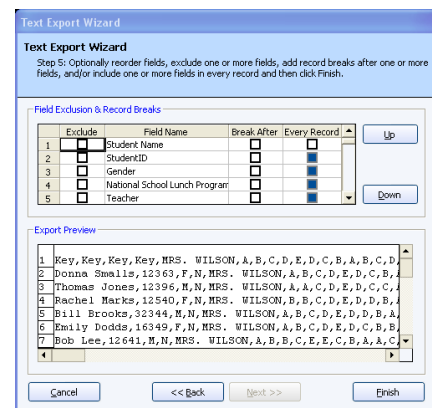 Text Export Wizard
Text Export Wizard
Step 5: Optionally reorder fields, exclude one or more fields, add record breaks after one or more
fields, and/or include one or more fields in every record and then click Finish.
Field Exclusion & Record Breaks
Exclude Field Name Break After Every Record
1 Student Name
2 StudentID
3 Gender
4 National School Lunch Program
5 Teacher
Up
Down
Export Preview
1 Key,Key,Key,Key,MRS. WILSON,A,B,C,D,E,D,C,B,A,B,C,D,
2 Donna Smalls,12363,F,N,MRS. WILSON,A,B,C,D,E,D,C,B,
3 Thomas Jones,12396,M,N,MRS. WILSON,A,A,C,D,E,D,C,B,
4 Rachel Marks,12540,F,N,MRS. WILSON,B,B,C,D,E,D,D,B,
5 Bill Brooks,32344,M,N,MRS. WILSON,A,B,C,D,E,D,C,B,A
6 Emily Dodds,16349,F,N,MRS. WILSON,A,B,C,D,E,D,D,B,A
7 Bob Lee,12641,M,N,MRS. WILSON,A,B,B,C,E,E,C,B,A,A,C,
Cancel << Back Next >> Finish